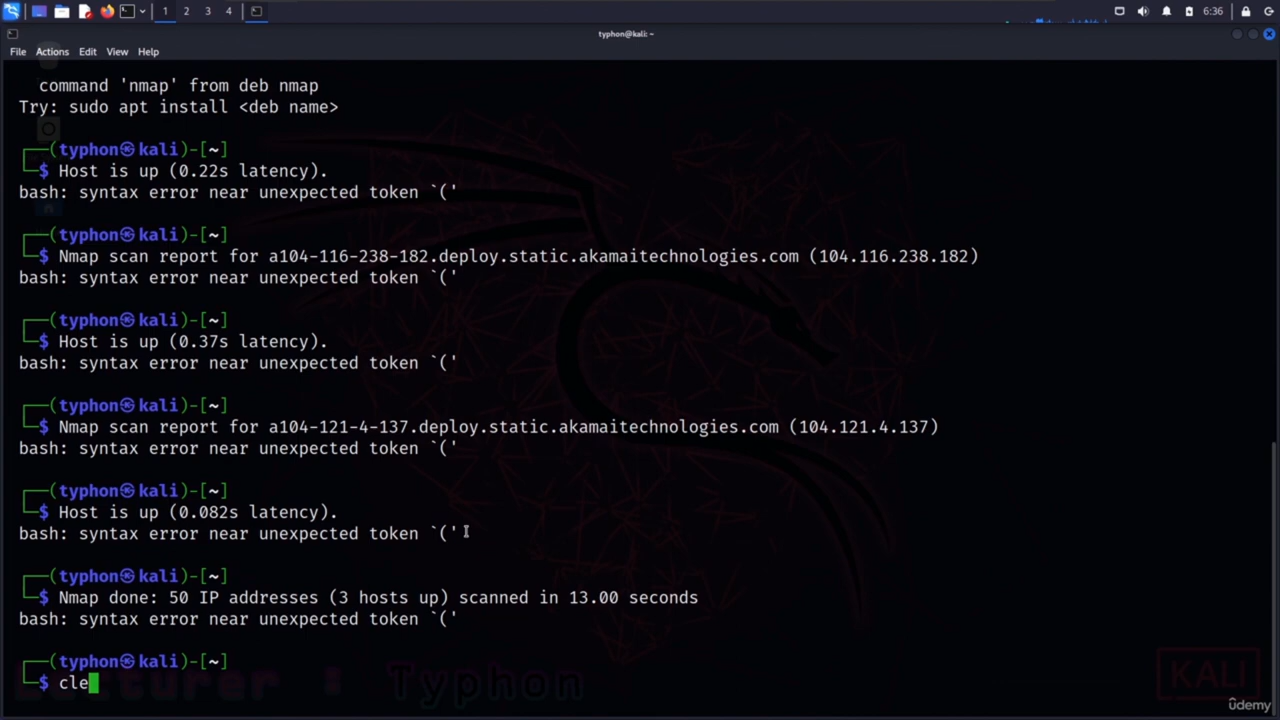 1 2 3 4 6:36
typhon@kali: ~
File Actions Edit View Help
command 'nmap' from deb nmap
Try: sudo apt install <deb name>
┌──(typhon㉿kali)-[~]
└─$ Host is up (0.22s latency).
bash: syntax error near unexpected token `('
┌──(typhon㉿kali)-[~]
└─$ Nmap scan report for a104-116-238-182.deploy.static.akamaitechnologies.com (104.116.238.182)
bash: syntax error near unexpected token `('
┌──(typhon㉿kali)-[~]
└─$ Host is up (0.37s latency).
bash: syntax error near unexpected token `('
┌──(typhon㉿kali)-[~]
└─$ Nmap scan report for a104-121-4-137.deploy.static.akamaitechnologies.com (104.121.4.137)
bash: syntax error near unexpected token `('
┌──(typhon㉿kali)-[~]
└─$ Host is up (0.082s latency).
bash: syntax error near unexpected token `('
┌──(typhon㉿kali)-[~]
└─$ Nmap done: 50 IP addresses (3 hosts up) scanned in 13.00 seconds
bash: syntax error near unexpected token `('
┌──(typhon㉿kali)-[~]
└─$ cle
Lecturer : Typhon
KALI
ûdemy